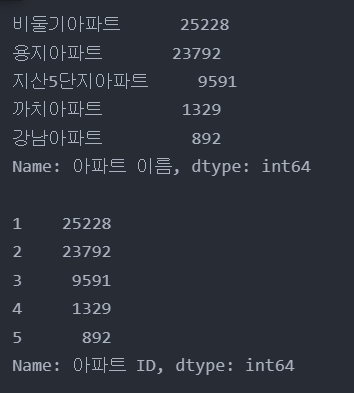 비둘기아파트 25228
용지아파트 23792
지산5단지아파트 9591
까치아파트 1329
강남아파트 892
Name: 아파트 이름, dtype: int64
1 25228
2 23792
3 9591
4 1329
5 892
Name: 아파트 ID, dtype: int64